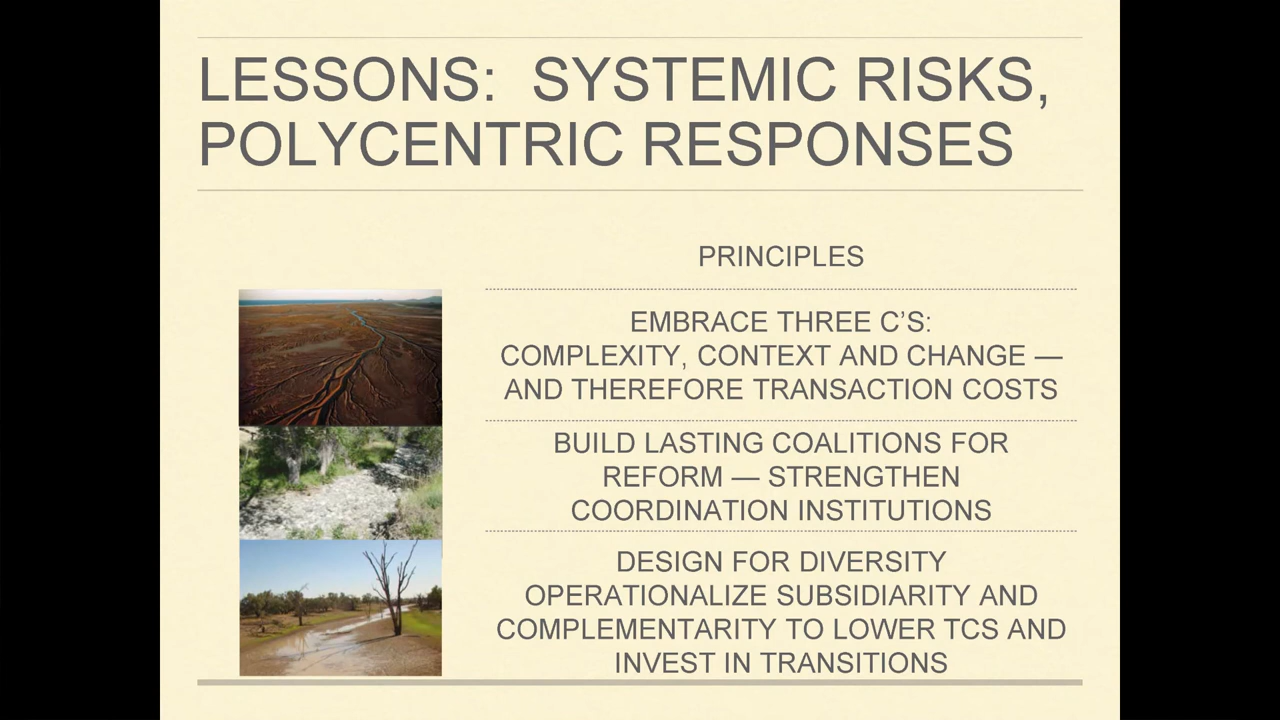 LESSONS:  SYSTEMIC RISKS,
POLYCENTRIC RESPONSES
PRINCIPLES
EMBRACE THREE C’S:
COMPLEXITY, CONTEXT AND CHANGE —
AND THEREFORE TRANSACTION COSTS
BUILD LASTING COALITIONS FOR
REFORM — STRENGTHEN
COORDINATION INSTITUTIONS
DESIGN FOR DIVERSITY
OPERATIONALIZE SUBSIDIARITY AND
COMPLEMENTARITY TO LOWER TCS AND
INVEST IN TRANSITIONS